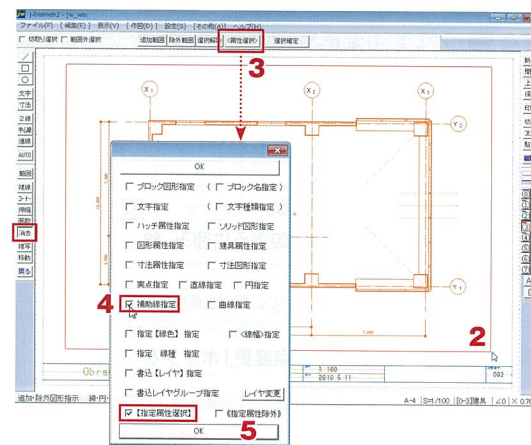 j-homen2 - jw_win
ファイル(F) [編集(E)] 表示(V) [作図(D)] 設定(S) [その他(A)] ヘルプ(H)
切取り選択 範囲外選択 追加範囲 除外範囲 選択解除 <属性選択> 選択確定
3
文字
寸法
2線
中心線
連線
AUTO
範囲
複線
コーナー
伸縮
面取
消去
複写
移動
戻る
X1 X2 X3
Y2
Y1
OK
ブロック図形指定 ( ブロック名指定 )
文字指定 ( 文字種類指定 )
ハッチ属性指定 ソリッド図形指定
図形属性指定 建具属性指定
寸法属性指定 寸法図形指定
実点指定 直線指定 円指定
4
補助線指定 曲線指定
指定【線色】 指定 <線幅>指定
指定 線種 指定
書込【レイヤ】指定
書込レイヤグループ指定 レイヤ変更
【指定属性選択】 《指定属性除外》
OK
5
2
Obra
1/100
2010.5.11
002
追加・除外図形指示
A-4 S=1/100 [0-3]建具 ∠0